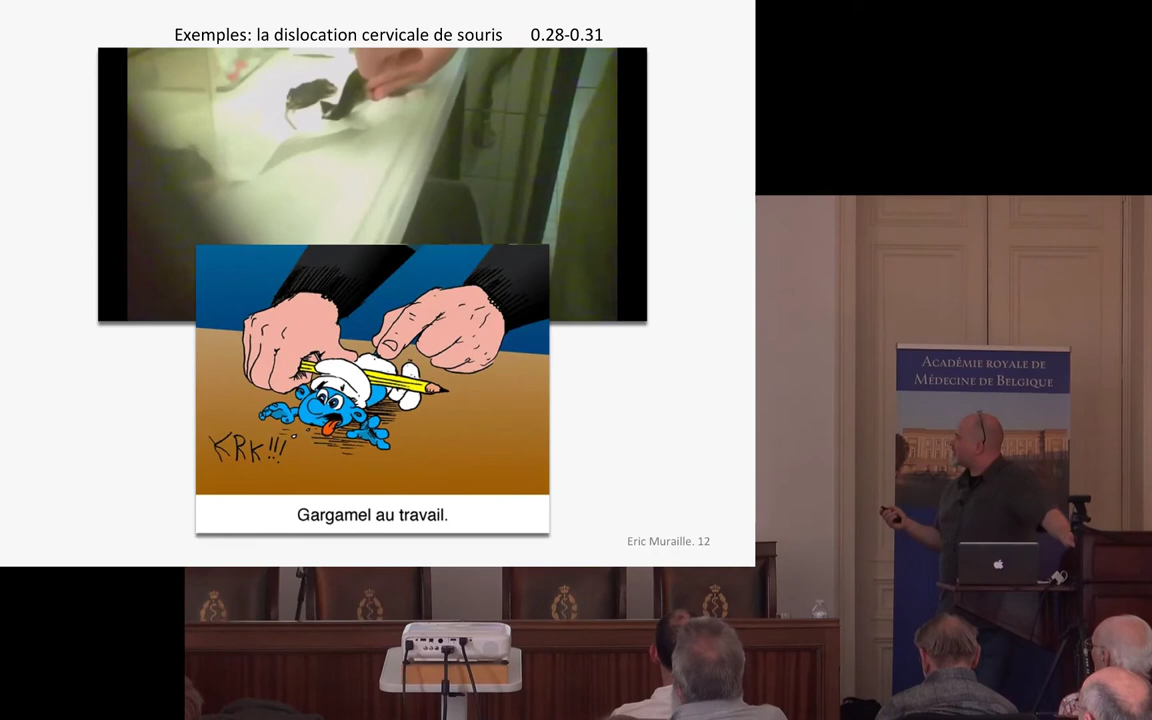 Exemples: la dislocation cervicale de souris 0.28-0.31
KRK!!!
Gargamel au travail.
Eric Muraille. 12
ACADÉMIE ROYALE DE
MÉDECINE DE BELGIQUE